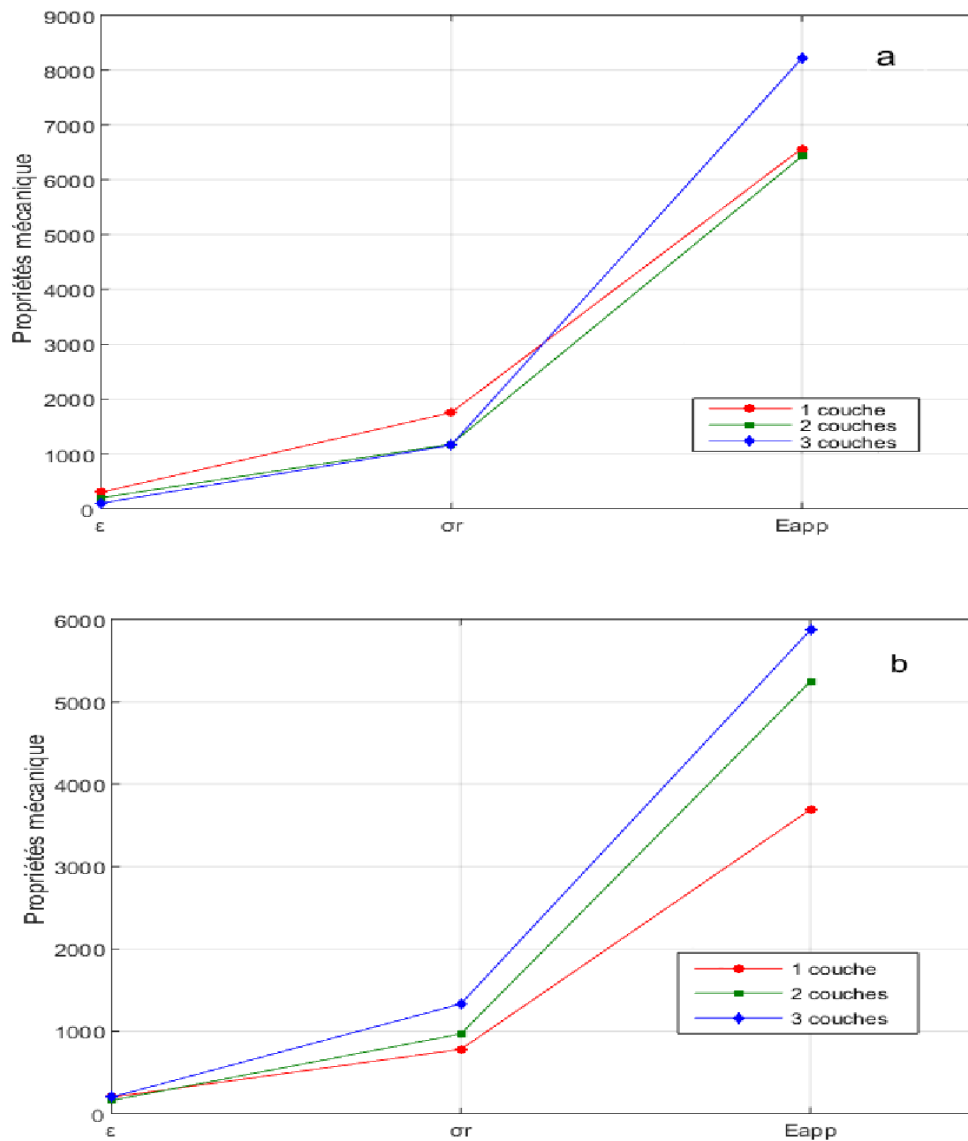 9000
8000
7000
6000
5000
4000
3000
2000
1000
0
Propriétés mécanique
a
1 couche
2 couches
3 couches
ε
σr
Eapp
6000
5000
4000
3000
2000
1000
0
Propriétés mécanique
b
1 couche
2 couches
3 couches
ε
σr
Eapp